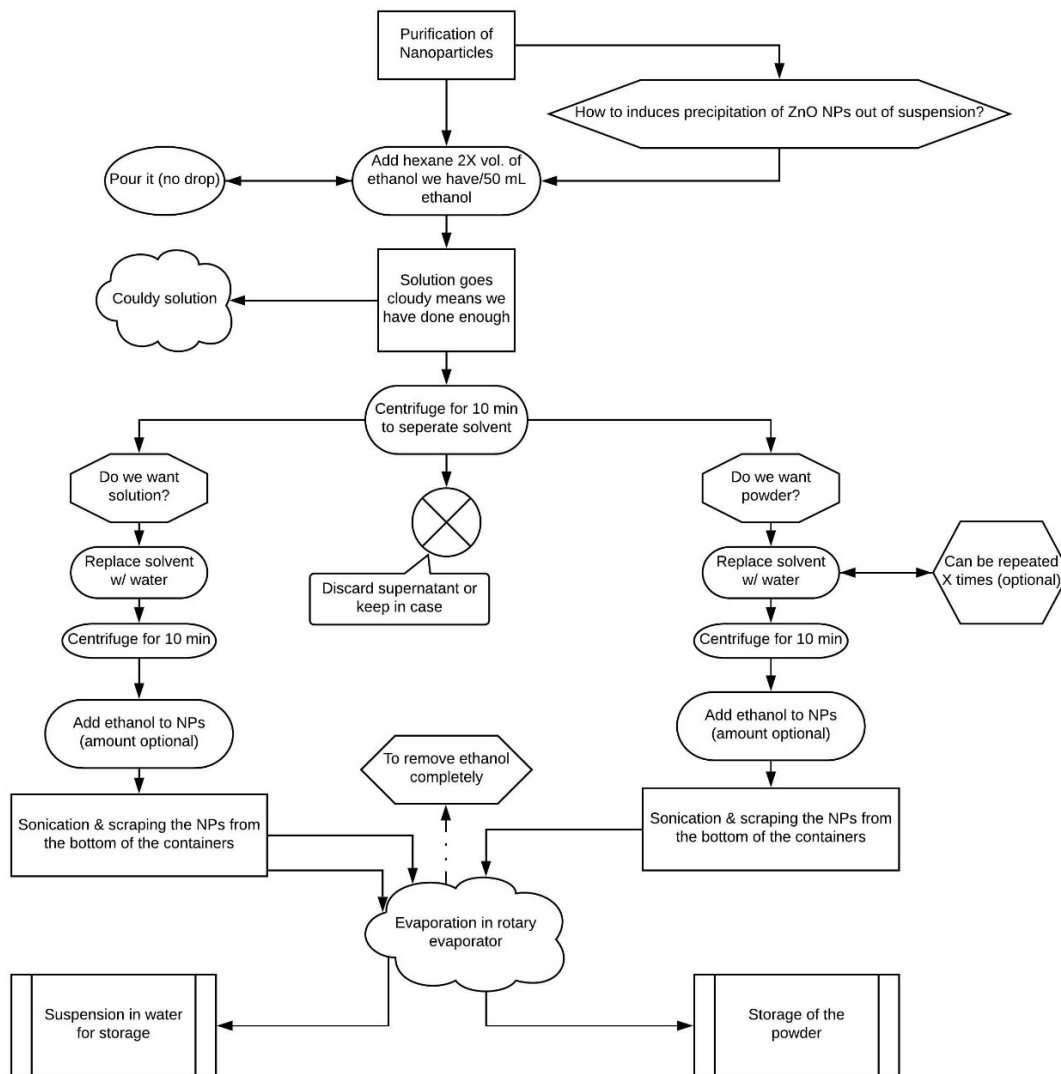 Purification of
Nanoparticles
How to induces precipitation of ZnO NPs out of suspension?
Pour it (no drop)
Add hexane 2X vol. of
ethanol we have/50 mL
ethanol
Couldy solution
Solution goes
cloudy means we
have done enough
Centrifuge for 10 min
to seperate solvent
Do we want
solution?
Do we want
powder?
Replace solvent
w/ water
Discard supernatant or
keep in case
Replace solvent
w/ water
Can be repeated
X times (optional)
Centrifuge for 10 min
Centrifuge for 10 min
Add ethanol to NPs
(amount optional)
Add ethanol to NPs
(amount optional)
To remove ethanol
completely
Sonication & scraping the NPs from
the bottom of the containers
Sonication & scraping the NPs from
the bottom of the containers
Evaporation in rotary
evaporator
Suspension in water
for storage
Storage of the
powder